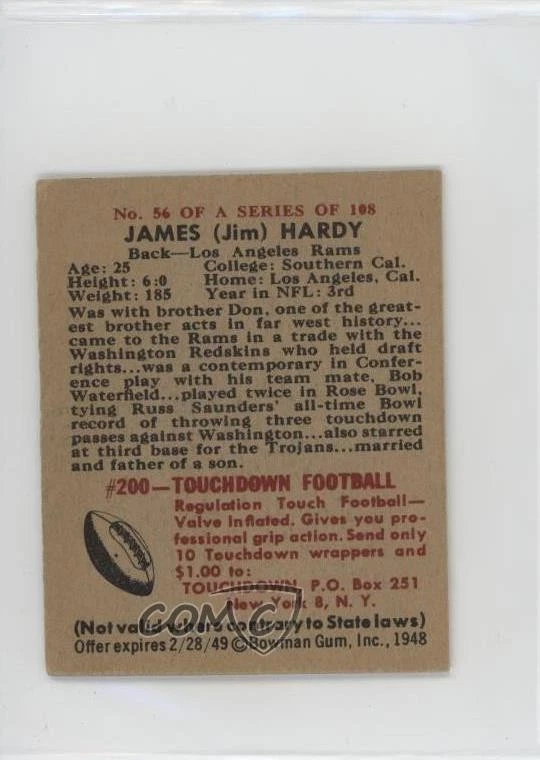 No. 56 OF A SERIES OF 108
JAMES (Jim) HARDY
Back—Los Angeles Rams
Age: 25 College: Southern Cal.
Height: 6:0 Home: Los Angeles, Cal.
Weight: 185 Year in NFL: 3rd
Was with brother Don, one of the great-
est brother acts in far west history...
came to the Rams in a trade with the
Washington Redskins who held draft
rights...was a contemporary in Confer-
ence play with his team mate, Bob
Waterfield...played twice in Rose Bowl,
tying Russ Saunders' all-time Bowl
record of throwing three touchdown
passes against Washington...also starred
at third base for the Trojans...married
and father of a son.
#200—TOUCHDOWN FOOTBALL
Regulation Touch Football—
Valve Inflated. Gives you pro-
fessional grip action. Send only
10 Touchdown wrappers and
$1.00 to:
TOUCHDOWN, P.O. Box 251
New York 8, N. Y.
COMC
(Not valid where contrary to State laws)
Offer expires 2/28/49 ©Bowman Gum, Inc., 1948